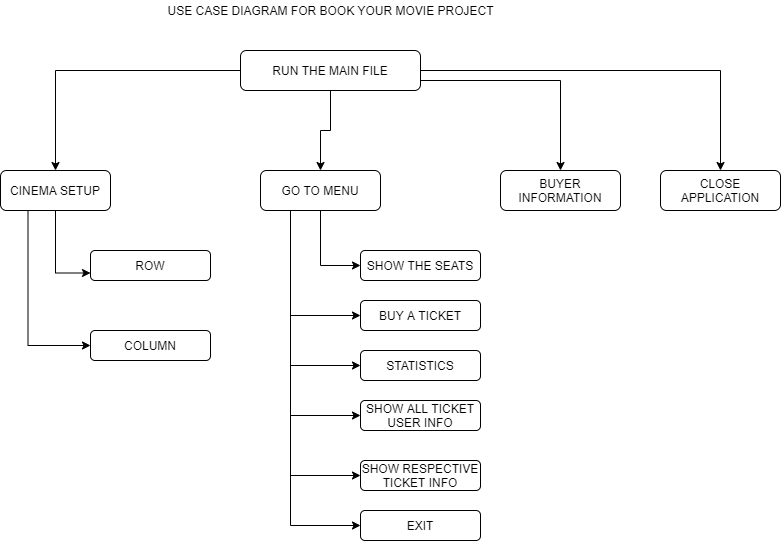 USE CASE DIAGRAM FOR BOOK YOUR MOVIE PROJECT
RUN THE MAIN FILE
CINEMA SETUP
GO TO MENU
BUYER
INFORMATION
CLOSE
APPLICATION
ROW
COLUMN
SHOW THE SEATS
BUY A TICKET
STATISTICS
SHOW ALL TICKET
USER INFO
SHOW RESPECTIVE
TICKET INFO
EXIT